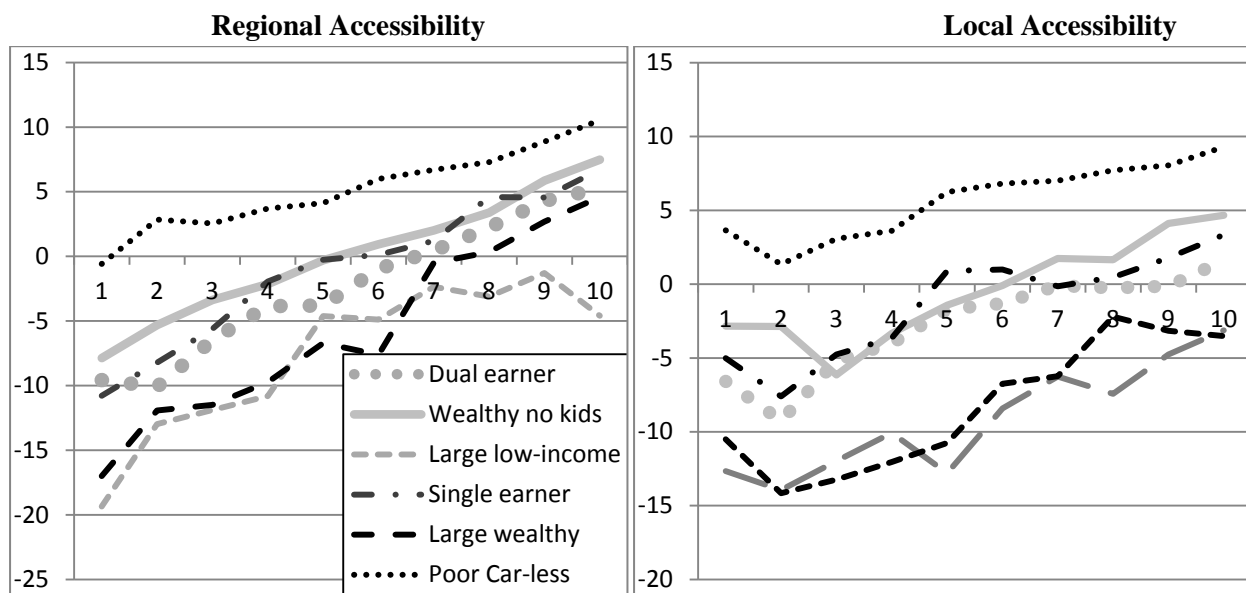 Regional Accessibility
15
10
5
0
-5
-10
-15
-20
-25
1 2 3 4 5 6 7 8 9 10
Dual earner
Wealthy no kids
Large low-income
Single earner
Large wealthy
Poor Car-less
Local Accessibility
15
10
5
0
-5
-10
-15
-20
1 2 3 4 5 6 7 8 9 10